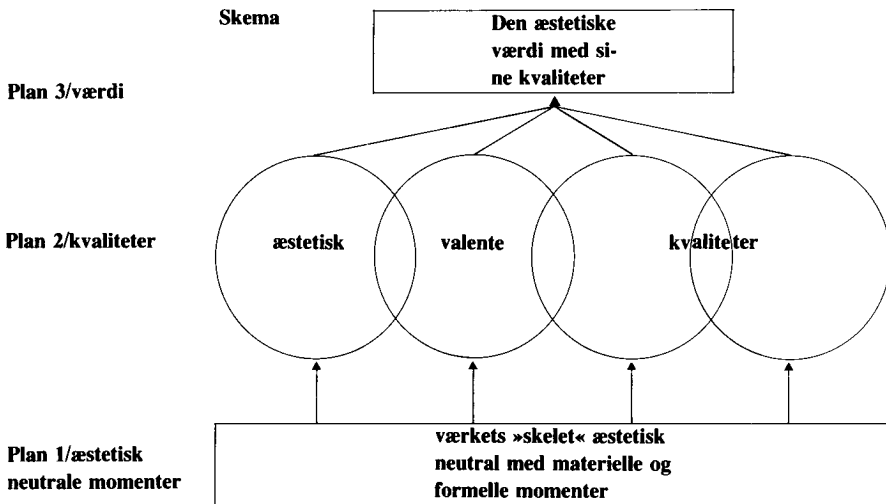 Skema
Den æstetiske
værdi med si-
ne kvaliteter
Plan 3/værdi
Plan 2/kvaliteter
æstetisk valente kvaliteter
Plan 1/æstetisk
neutrale momenter
værkets »skelet« æstetisk
neutral med materielle og
formelle momenter